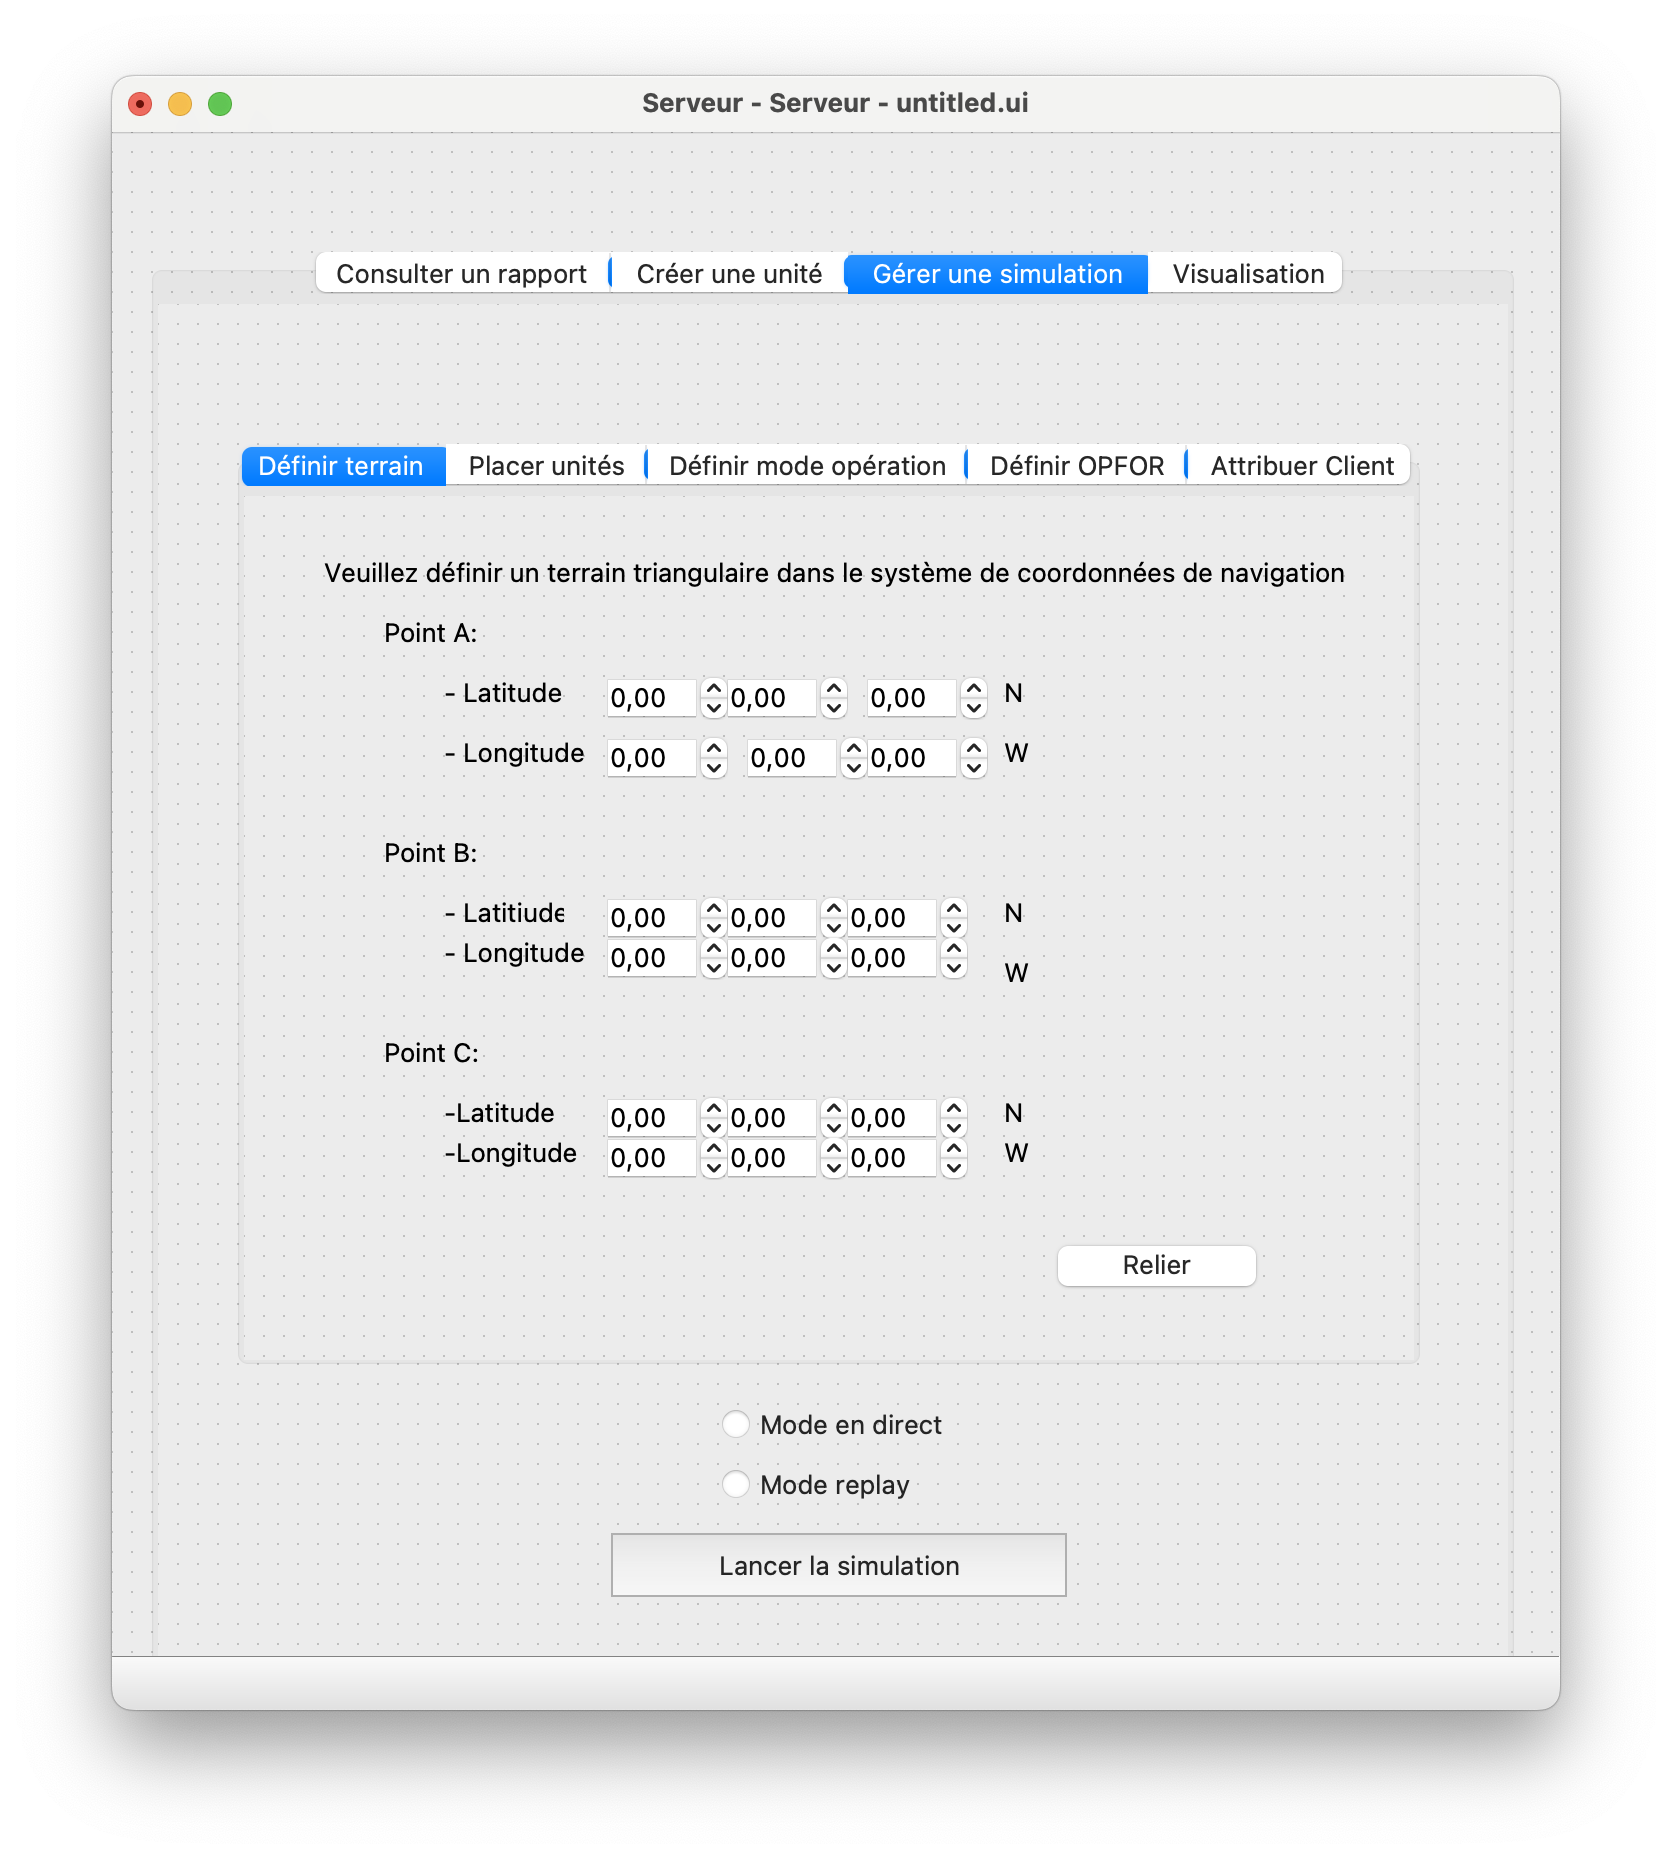 Serveur - Serveur - untitled.ui
Consulter un rapport Créer une unité Gérer une simulation Visualisation
Définir terrain Placer unités Définir mode opération Définir OPFOR Attribuer Client
Veuillez définir un terrain triangulaire dans le système de coordonnées de navigation
Point A:
- Latitude 0,00 0,00 0,00 N
- Longitude 0,00 0,00 0,00 W
Point B:
- Latitiude 0,00 0,00 0,00 N
- Longitude 0,00 0,00 0,00 W
Point C:
-Latitude 0,00 0,00 0,00 N
-Longitude 0,00 0,00 0,00 W
Relier
Mode en direct
Mode replay
Lancer la simulation